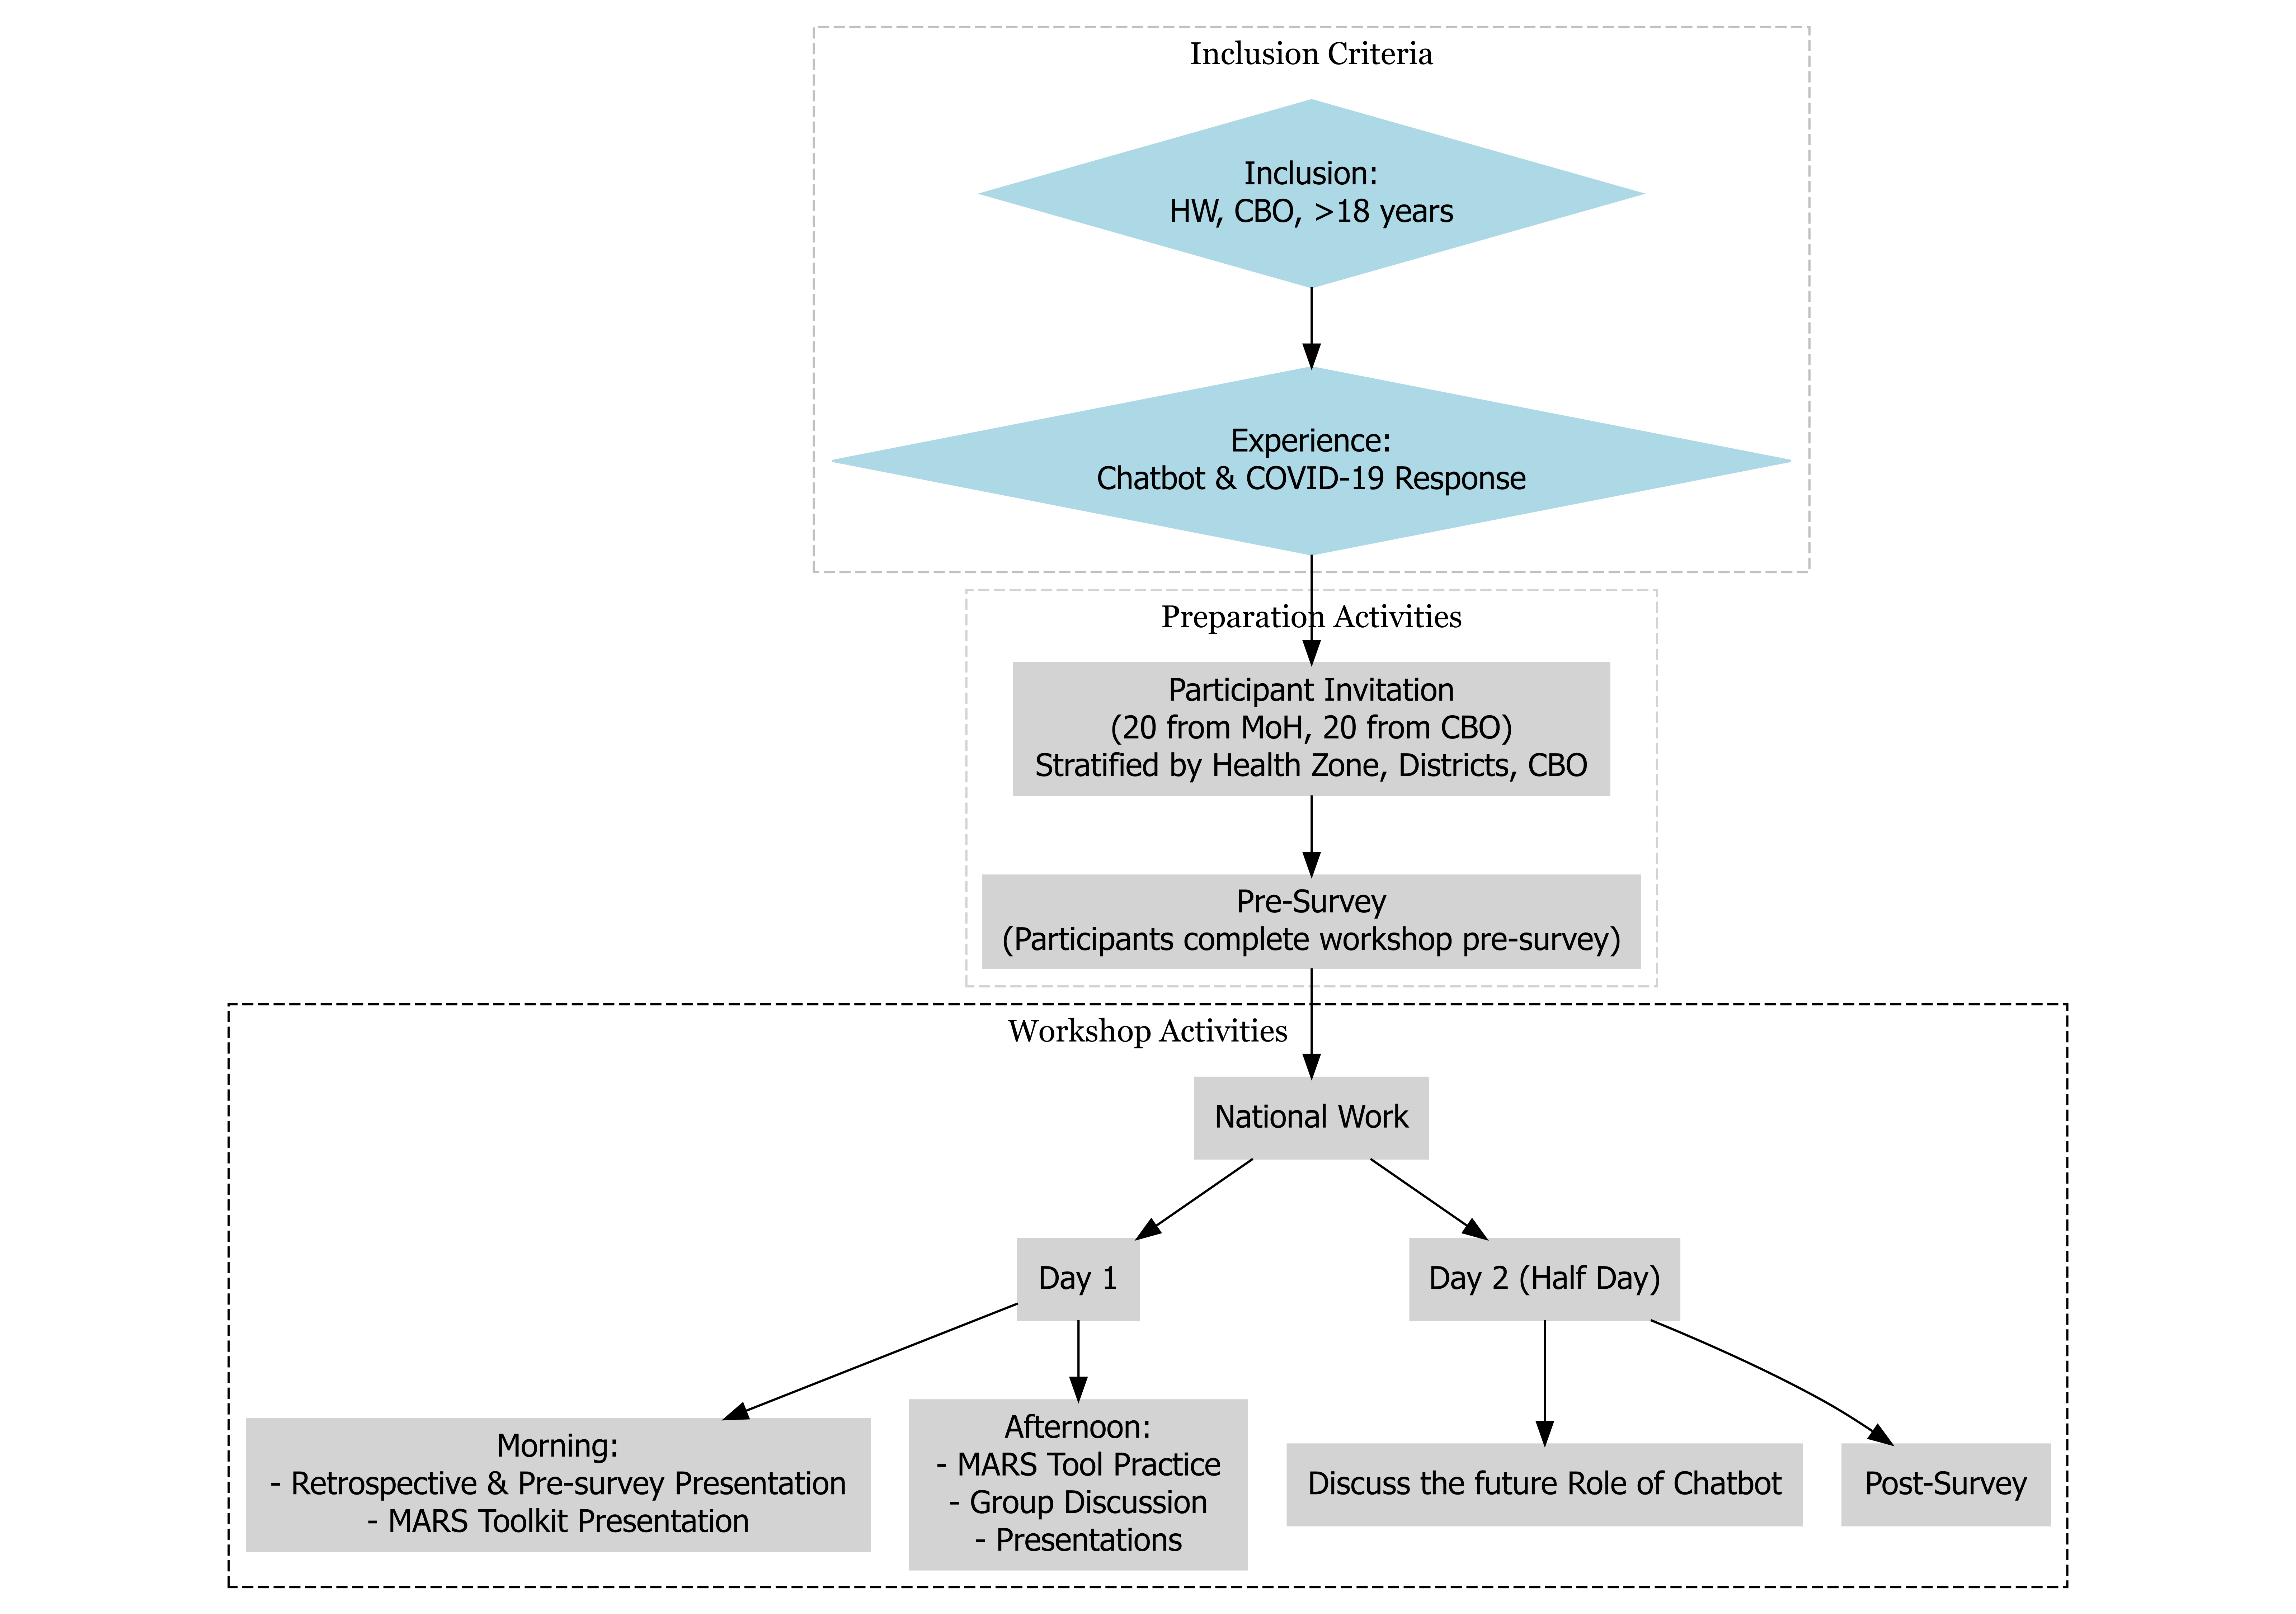 Inclusion Criteria
Inclusion:
HW, CBO, >18 years
Experience:
Chatbot & COVID-19 Response
Preparation Activities
Participant Invitation
(20 from MoH, 20 from CBO)
Stratified by Health Zone, Districts, CBO
Pre-Survey
(Participants complete workshop pre-survey)
Workshop Activities
National Work
Day 1
Day 2 (Half Day)
Morning:
- Retrospective & Pre-survey Presentation
- MARS Toolkit Presentation
Afternoon:
- MARS Tool Practice
- Group Discussion
- Presentations
Discuss the future Role of Chatbot
Post-Survey